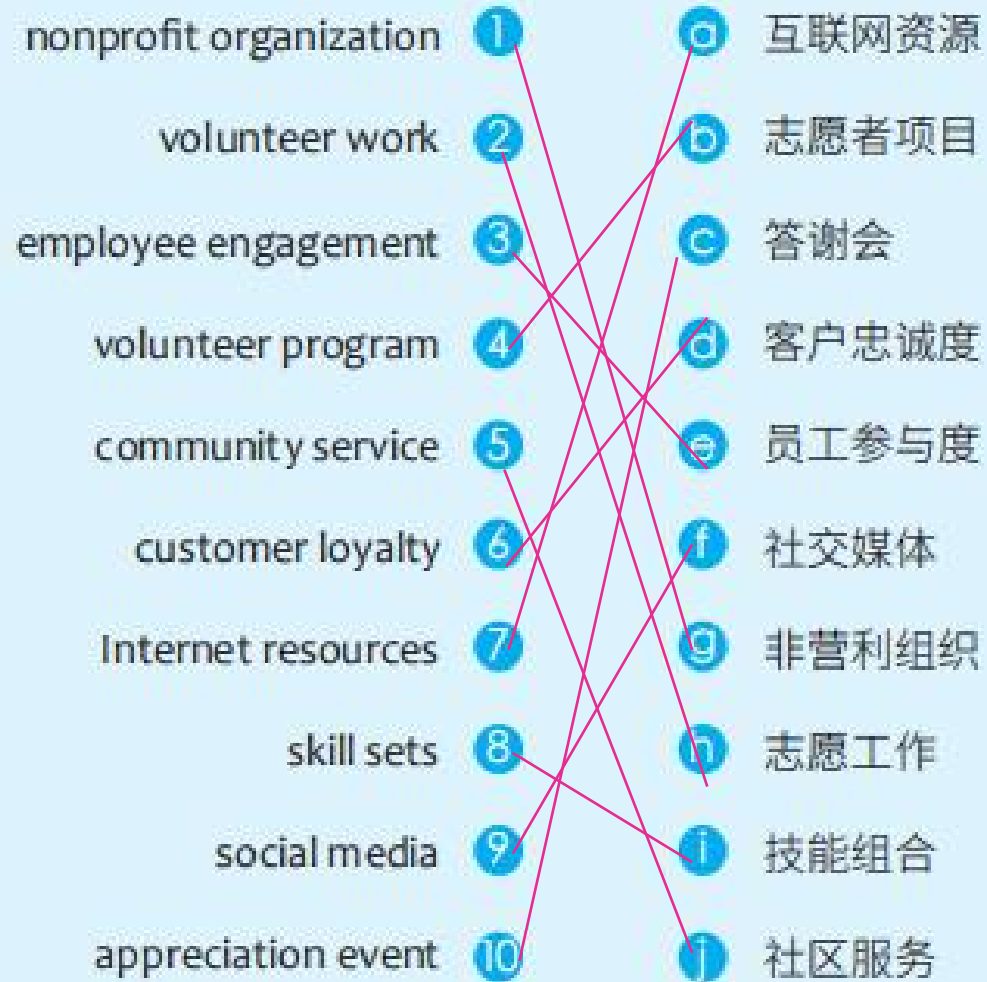 nonprofit organization 1 a 互联网资源
volunteer work 2 b 志愿者项目
employee engagement 3 c 答谢会
volunteer program 4 d 客户忠诚度
community service 5 e 员工参与度
customer loyalty 6 f 社交媒体
Internet resources 7 g 非营利组织
skill sets 8 h 志愿工作
social media 9 i 技能组合
appreciation event 10 j 社区服务